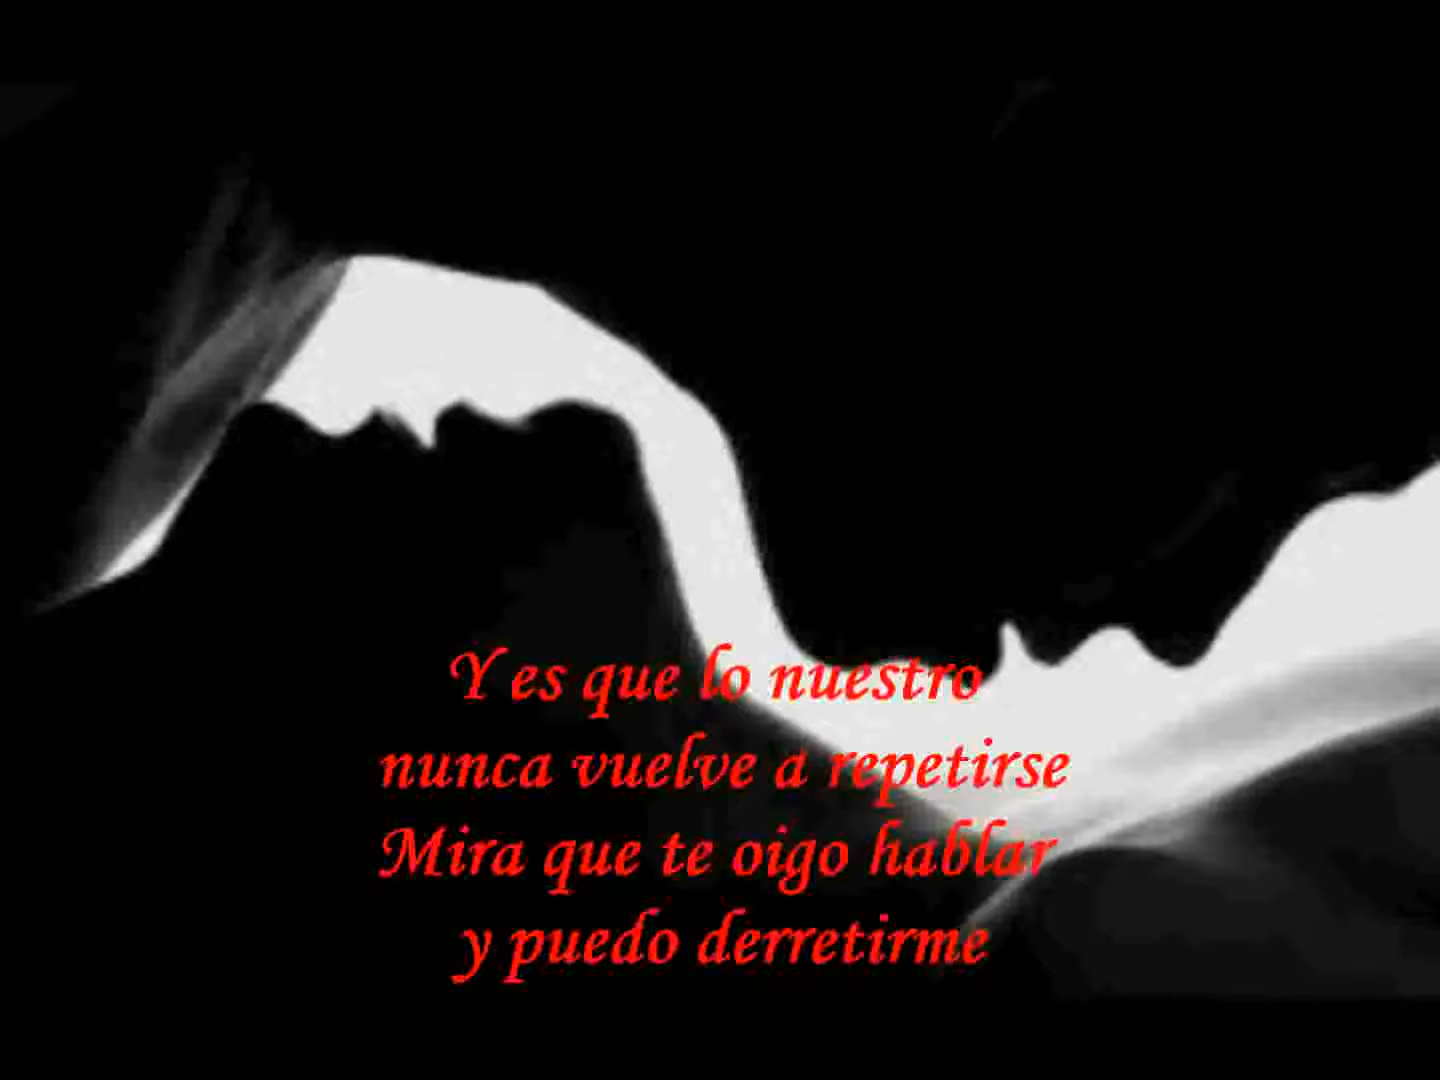 Y es que lo nuestro
nunca vuelve a repetirse
Mira que te oigo hablar
y puedo derretirme